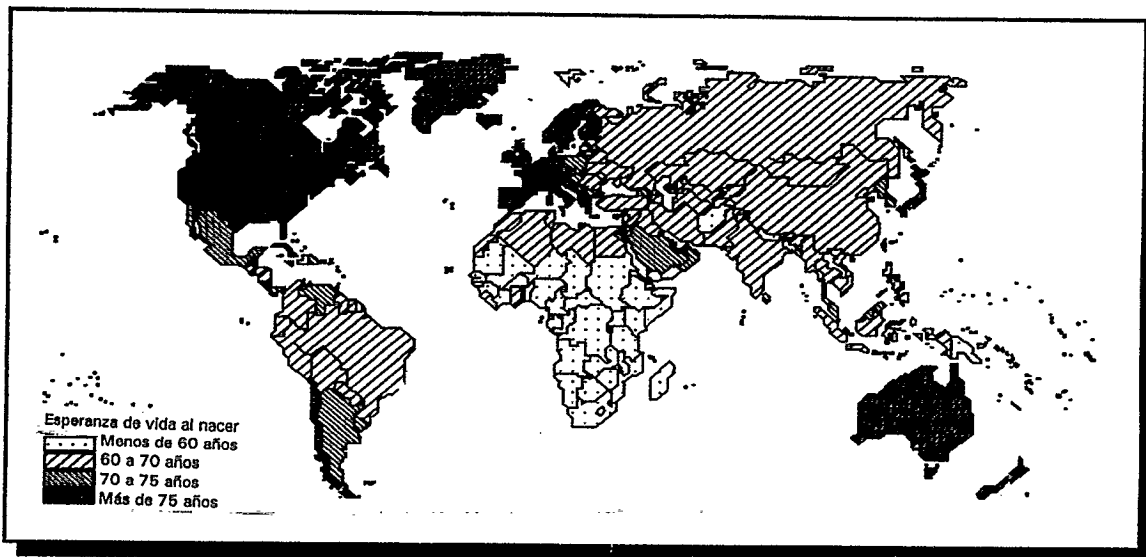 Esperanza de vida al nacer
Menos de 60 años
60 a 70 años
70 a 75 años
Más de 75 años